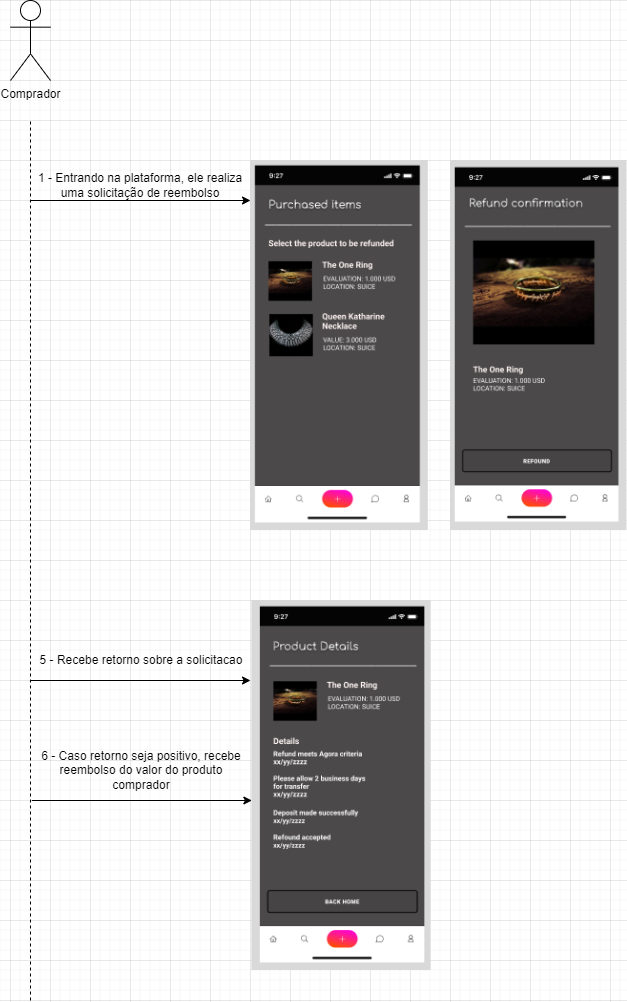 Comprador
1 - Entrando na plataforma, ele realiza
uma solicitação de reembolso
9:27
Purchased items
Select the product to be refunded
The One Ring
EVALUATION: 1.000 USD
LOCATION: SUICE
Queen Katharine
Necklace
VALUE: 3.000 USD
LOCATION: SUICE
9:27
Refund confirmation
The One Ring
EVALUATION: 1.000 USD
LOCATION: SUICE
REFOUND
5 - Recebe retorno sobre a solicitacao
6 - Caso retorno seja positivo, recebe
reembolso do valor do produto
comprador
9:27
Product Details
The One Ring
EVALUATION: 1.000 USD
LOCATION: SUICE
Details
Refund meets Agora criteria
xx/yy/zzzz
Please allow 2 business days
for transfer
xx/yy/zzzz
Deposit made successfully
xx/yy/zzzz
Refound accepted
xx/yy/zzzz
BACK HOME